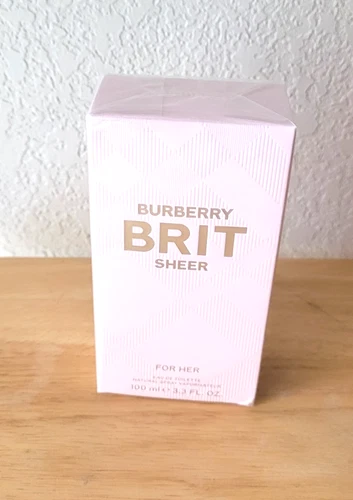 BURBERRY
BRIT
SHEER
FOR HER
EAU DE TOILETTE
NATURAL SPRAY VAPORISATEUR
100 ml ℮ 3.3 FL. OZ.